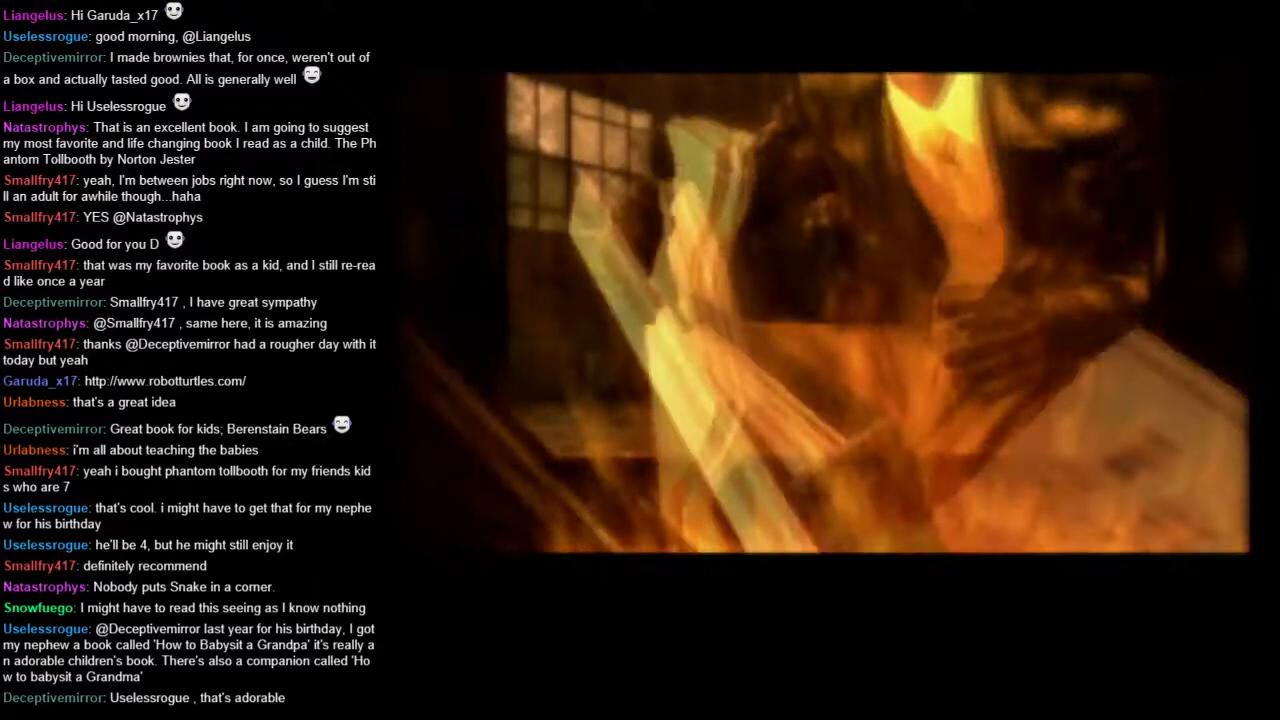 Liangelus: Hi Garuda_x17
Uselessrogue: good morning, @Liangelus
Deceptivemirror: I made brownies that, for once, weren't out of
a box and actually tasted good. All is generally well
Liangelus: Hi Uselessrogue
Natastrophys: That is an excellent book. I am going to suggest
my most favorite and life changing book I read as a child. The Ph
antom Tollbooth by Norton Jester
Smallfry417: yeah, I'm between jobs right now, so I guess I'm sti
ll an adult for awhile though...haha
Smallfry417: YES @Natastrophys
Liangelus: Good for you D
Smallfry417: that was my favorite book as a kid, and I still re-rea
d like once a year
Deceptivemirror: Smallfry417 , I have great sympathy
Natastrophys: @Smallfry417 , same here, it is amazing
Smallfry417: thanks @Deceptivemirror had a rougher day with it
today but yeah
Garuda_x17: http://www.robotturtles.com/
Urlabness: that's a great idea
Deceptivemirror: Great book for kids; Berenstain Bears
Urlabness: i'm all about teaching the babies
Smallfry417: yeah i bought phantom tollbooth for my friends kid
s who are 7
Uselessrogue: that's cool. i might have to get that for my nephe
w for his birthday
Uselessrogue: he'll be 4, but he might still enjoy it
Smallfry417: definitely recommend
Natastrophys: Nobody puts Snake in a corner.
Snowfuego: I might have to read this seeing as I know nothing
Uselessrogue: @Deceptivemirror last year for his birthday, I got
my nephew a book called 'How to Babysit a Grandpa' it's really a
n adorable children's book. There's also a companion called 'Ho
w to babysit a Grandma'
Deceptivemirror: Uselessrogue , that's adorable